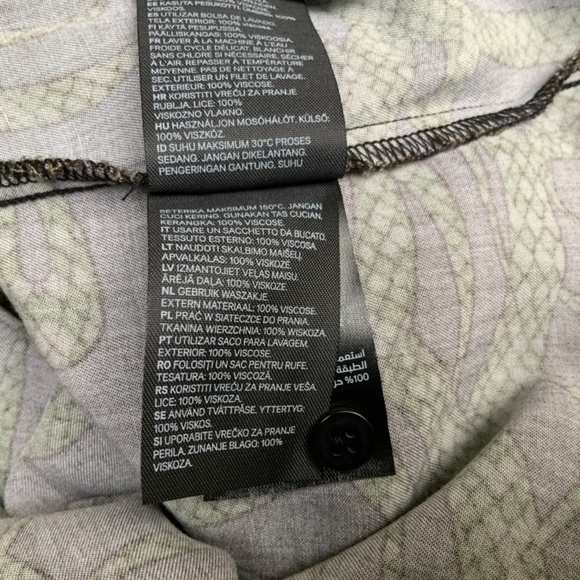 EE KASUTA PESUKOTTI.
VISKOOS.
ES UTILIZAR BOLSA DE LAVADO.
TELA EXTERIOR: 100% VISCOSA.
FI KÄYTÄ PESUPUSSIA.
PÄÄLLISKANGAS: 100% VISKOOSIA.
FR LAVER À LA MACHINE À L'EAU
FROIDE CYCLE DÉLICAT. BLANCHIR
SANS CHLORE SI NÉCESSAIRE. SÉCHER
À L'AIR. REPASSER À TEMPÉRATURE
MOYENNE. PAS DE NETTOYAGE À
SEC. UTILISER UN FILET DE LAVAGE.
EXTÉRIEUR: 100% VISCOSE.
HR KORISTITI VREĆU ZA PRANJE
RUBLJA. LICE: 100%
VISKOZNO VLAKNO.
HU HASZNÁLJON MOSÓHÁLÓT. KÜLSŐ:
100% VISZKÓZ.
ID SUHU MAKSIMUM 30°C PROSES
SEDANG. JANGAN DIKELANTANG.
PENGERINGAN GANTUNG. SUHU
SETERIKA MAKSIMUM 150°C. JANGAN
CUCI KERING. GUNAKAN TAS CUCIAN.
KERANGKA: 100% VISCOSE.
IT USARE UN SACCHETTO DA BUCATO.
TESSUTO ESTERNO: 100% VISCOSA.
LT NAUDOTI SKALBIMO MAIŠELĮ.
APVALKALAS: 100% VISKOZĖ.
LV IZMANTOJIET VEĻAS MAISU.
ĀRĒJĀ DAĻA: 100% VISKOZE.
NL GEBRUIK WASZAKJE.
EXTERN MATERIAAL: 100% VISCOSE.
PL PRAĆ W SIATECZCE DO PRANIA.
TKANINA WIERZCHNIA: 100% WISKOZA.
PT UTILIZAR SACO PARA LAVAGEM.
EXTERIOR: 100% VISCOSE.
RO FOLOSIȚI UN SAC PENTRU RUFE.
TESATURA: 100% VISCOZĂ.
RS KORISTITI VREĆU ZA PRANJE VEŠA.
LICE: 100% VISKOZA.
SE ANVÄND TVÄTTPÅSE. YTTERTYG:
100% VISKOS.
SI UPORABITE VREČKO ZA PRANJE
PERILA. ZUNANJE BLAGO: 100%
VISKOZA.
الطبقة
100%